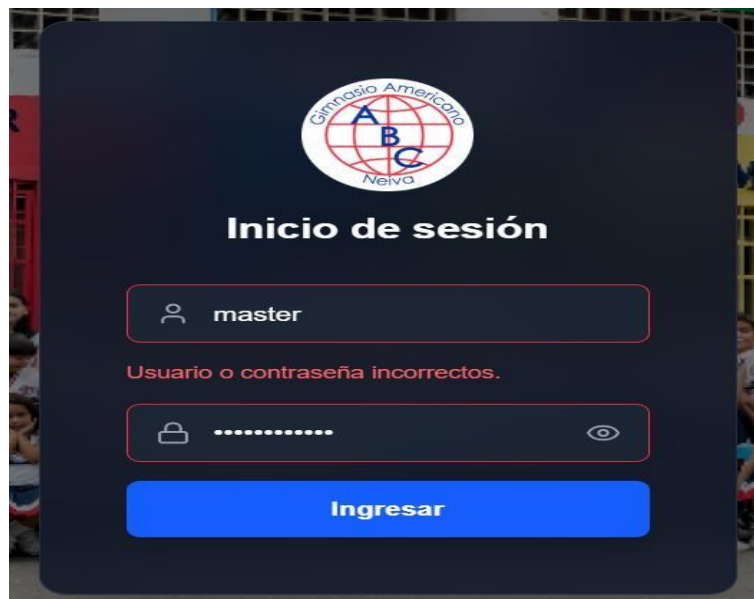 Gimnasio Americano
A
B
C
Neiva
Inicio de sesión
master
Usuario o contraseña incorrectos.
••••••••••••
Ingresar